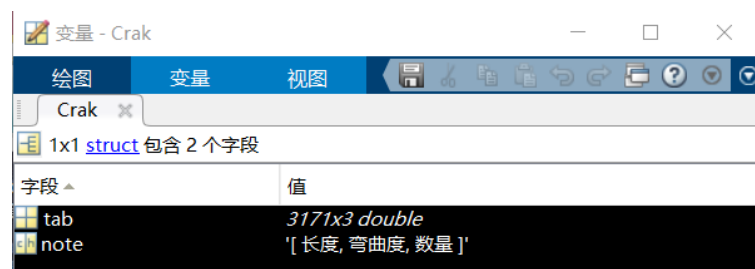 变量 - Crak
绘图 变量 视图
Crak
1x1 struct 包含 2 个字段
字段 值
tab 3171x3 double
ch note '[ 长度, 弯曲度, 数量 ]'